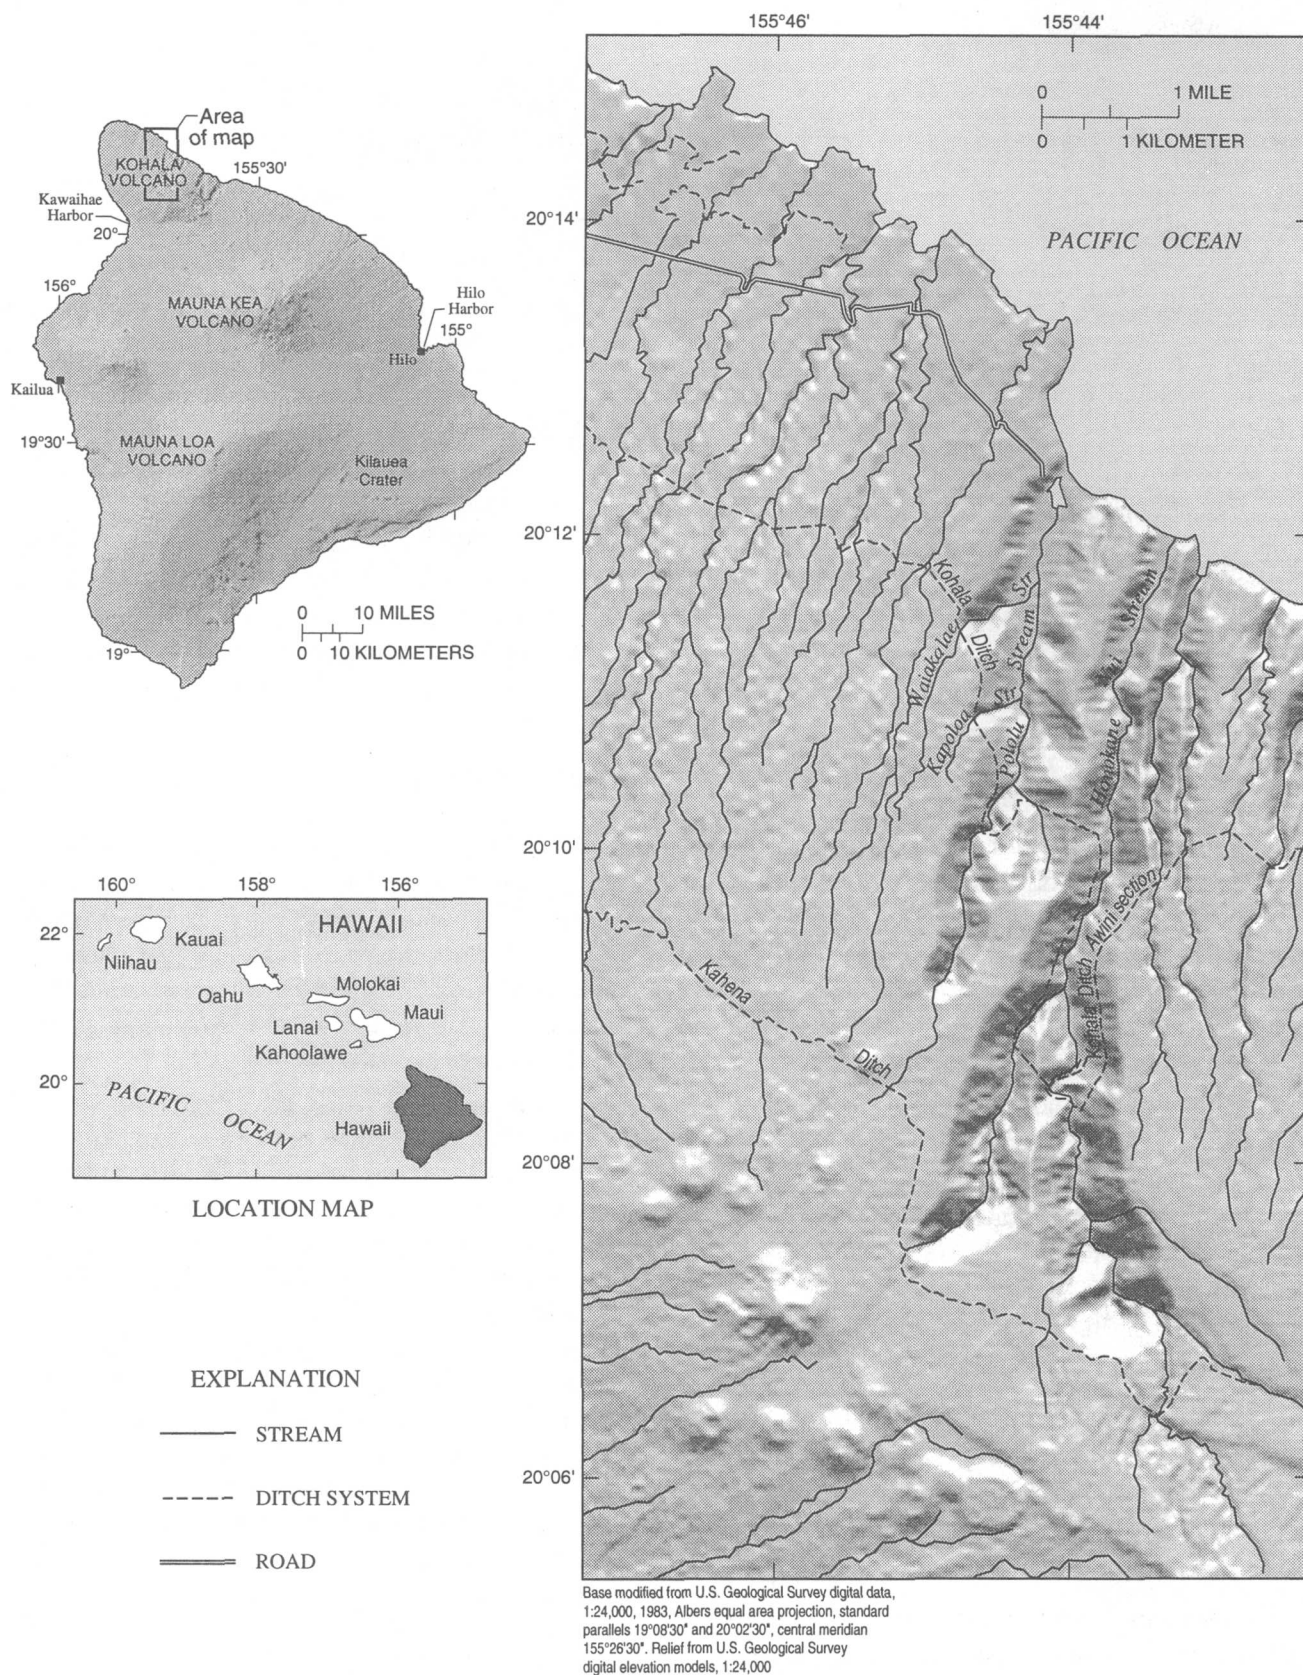 Area
of map
KOHALA
VOLCANO
155°30'
Kawaihae
Harbor
20°
156°
MAUNA KEA
VOLCANO
Hilo
Harbor
155°
Hilo
Kailua
19°30'
MAUNA LOA
VOLCANO
Kilauea
Crater
0 10 MILES
0 10 KILOMETERS
19°
160° 158° 156°
HAWAII
22°
Kauai
Niihau
Oahu
Molokai
Maui
Lanai
Kahoolawe
20°
PACIFIC OCEAN
Hawaii
LOCATION MAP
EXPLANATION
STREAM
DITCH SYSTEM
ROAD
155°46' 155°44'
0 1 MILE
0 1 KILOMETER
20°14'
PACIFIC OCEAN
20°12'
Kohala
Ditch
Waiakalae Str
Pololu Stream
Kapoloa Str
Honokane Nui Stream
20°10'
Kohala Ditch Awini section
Kahena
Ditch
20°08'
20°06'
Base modified from U.S. Geological Survey digital data,
1:24,000, 1983, Albers equal area projection, standard
parallels 19°08'30" and 20°02'30", central meridian
155°26'30". Relief from U.S. Geological Survey
digital elevation models, 1:24,000